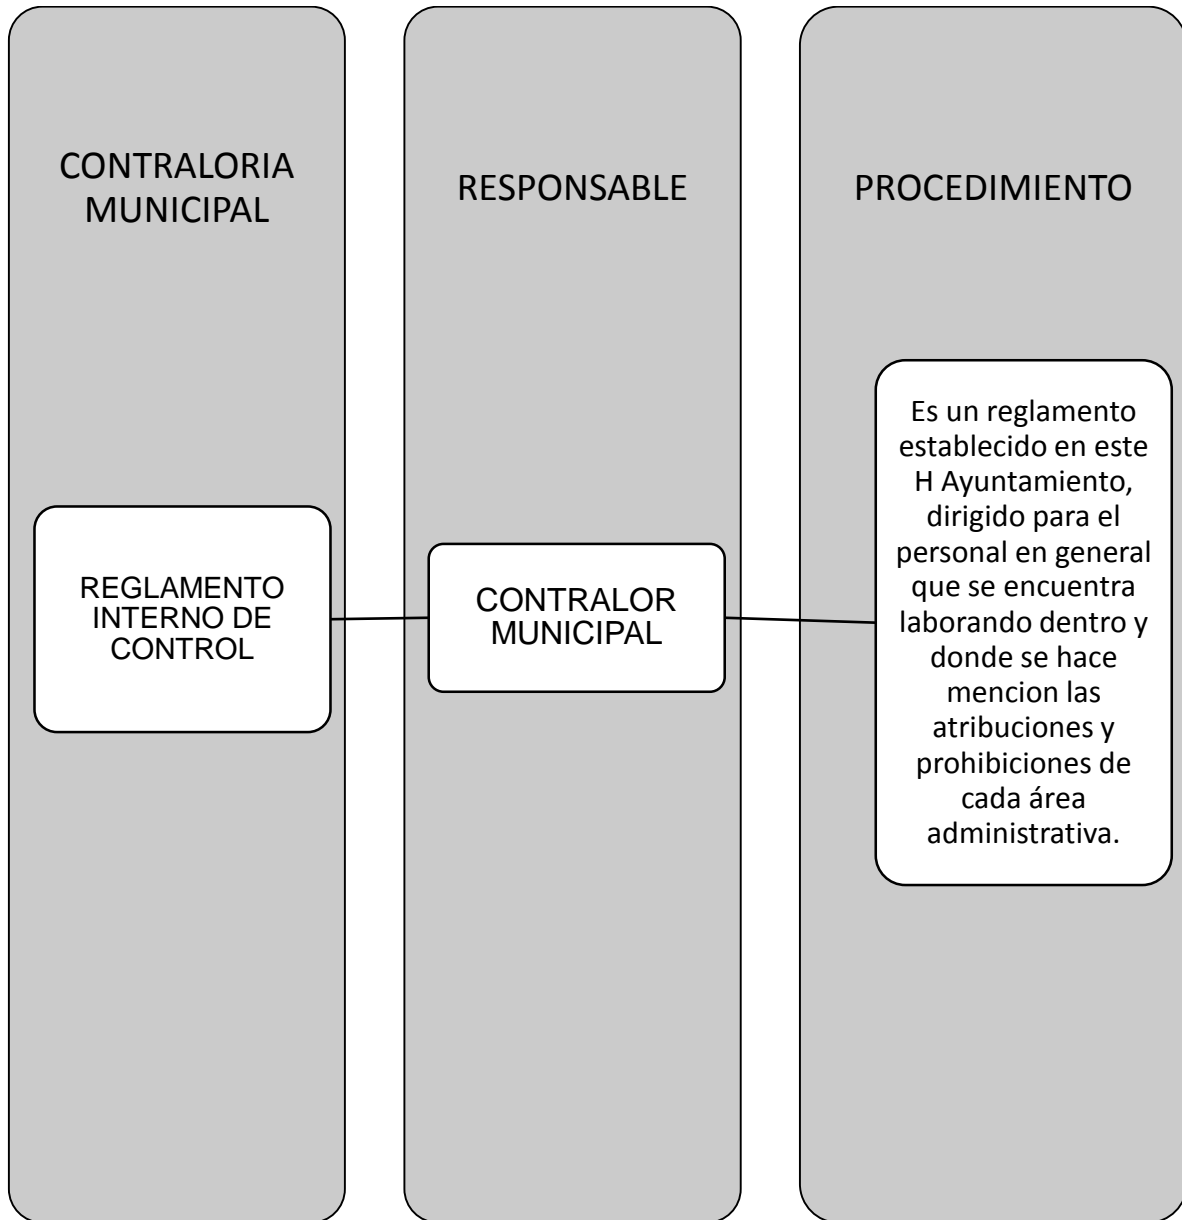 CONTRALORIA
MUNICIPAL
RESPONSABLE
PROCEDIMIENTO
REGLAMENTO
INTERNO DE
CONTROL
CONTRALOR
MUNICIPAL
Es un reglamento
establecido en este
H Ayuntamiento,
dirigido para el
personal en general
que se encuentra
laborando dentro y
donde se hace
mencion las
atribuciones y
prohibiciones de
cada área
administrativa.